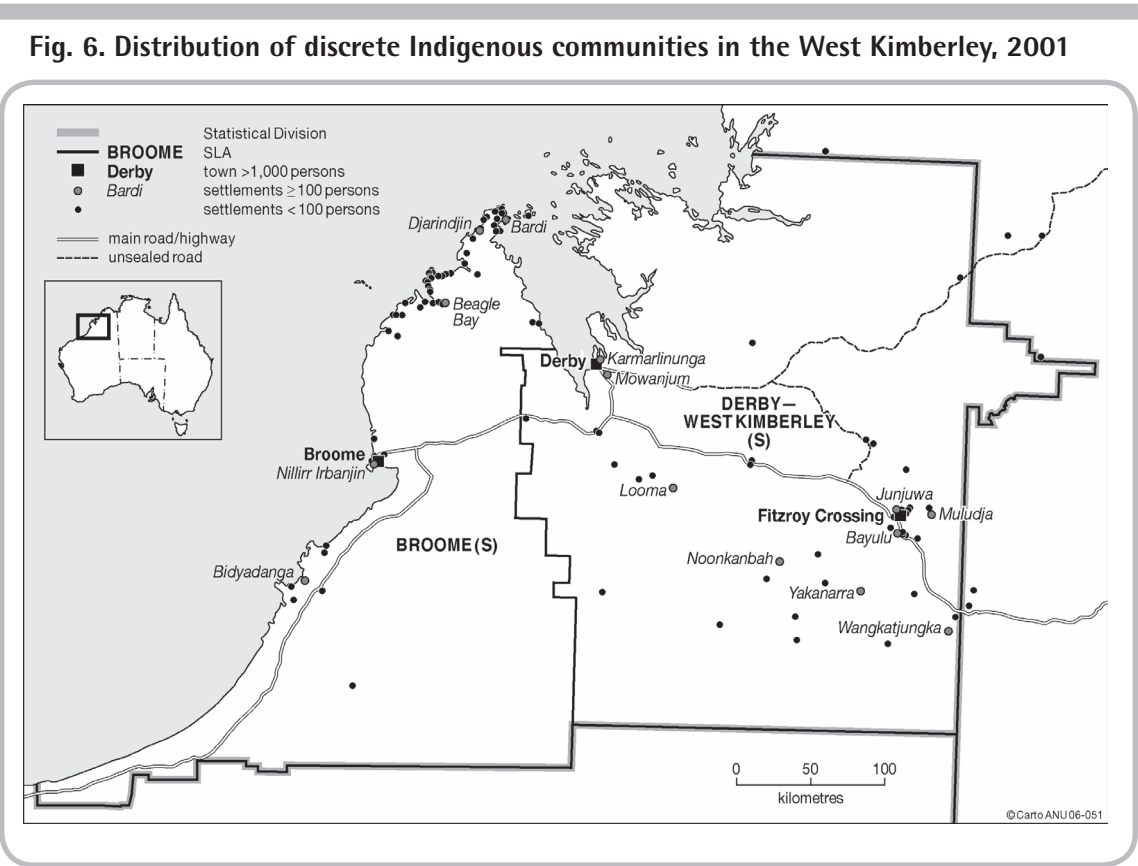 Fig. 6. Distribution of discrete Indigenous communities in the West Kimberley, 2001
Statistical Division
BROOME SLA
Derby town >1,000 persons
Bardi settlements ≥100 persons
settlements <100 persons
main road/highway
unsealed road
Djarindjin
Bardi
Beagle
Bay
Derby
Karmarlinunga
Mowanjum
DERBY—
WEST KIMBERLEY
(S)
Broome
Nillirr Irbanjin
Looma
Junjuwa
Fitzroy Crossing
Muludja
Bayulu
BROOME (S)
Noonkanbah
Bidyadanga
Yakanarra
Wangkatjungka
0 50 100
kilometres
©Carto ANU 06-051